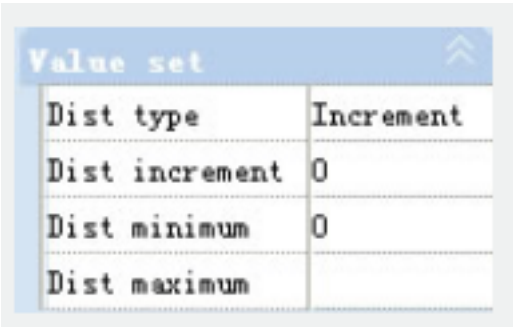 Value set
Dist type Increment
Dist increment 0
Dist minimum 0
Dist maximum